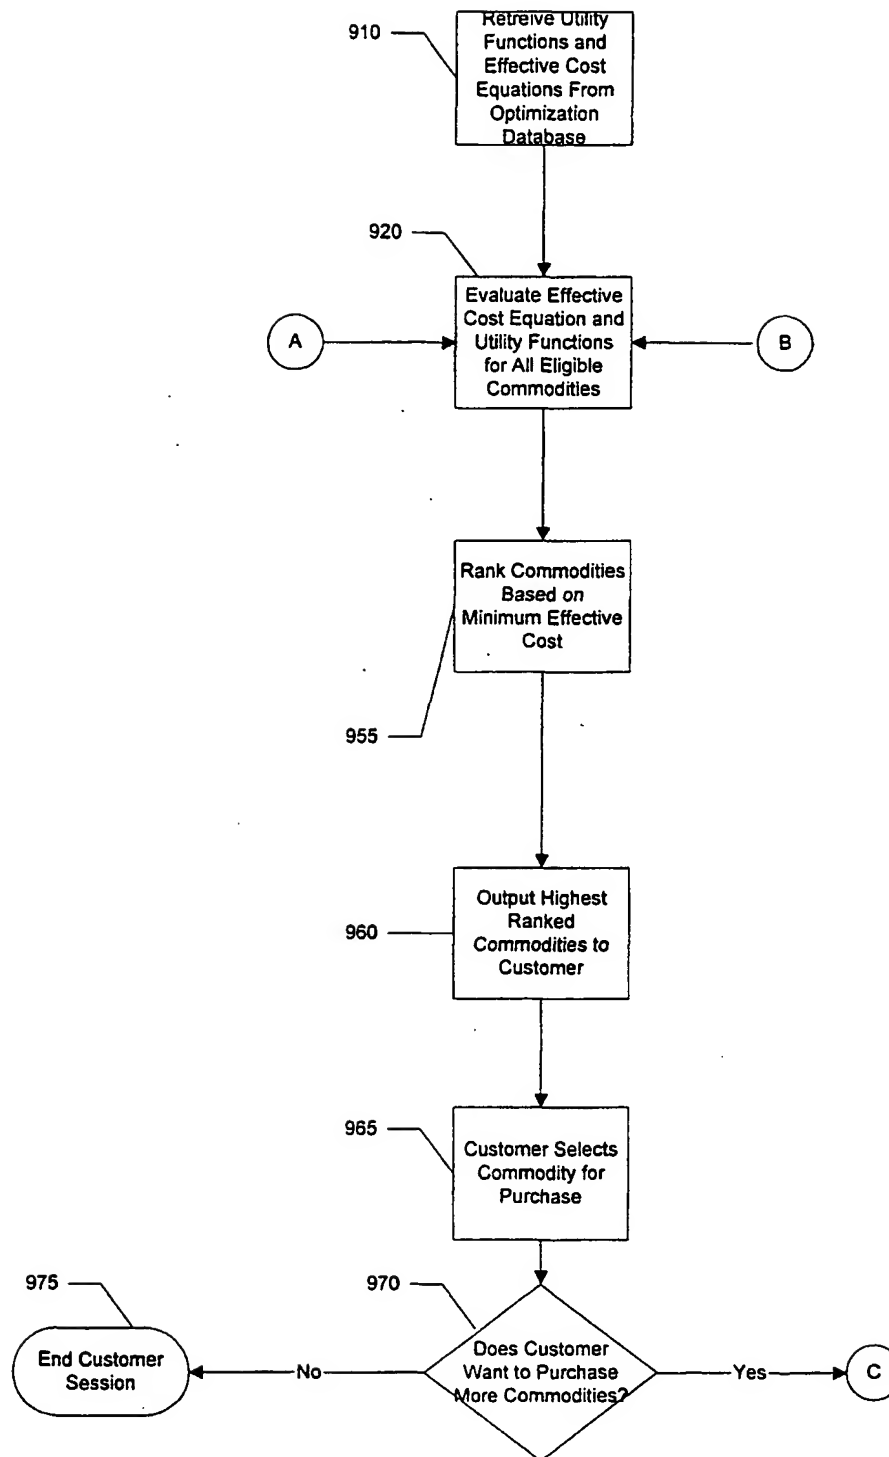 910
Retreive Utility
Functions and
Effective Cost
Equations From
Optimization
Database
920
Evaluate Effective
Cost Equation and
Utility Functions
for All Eligible
Commodities
A
B
Rank Commodities
Based on
Minimum Effective
Cost
955
Output Highest
Ranked
Commodities to
Customer
960
965
Customer Selects
Commodity for
Purchase
975
970
End Customer
Session
No
Does Customer
Want to Purchase
More Commodities?
Yes
C